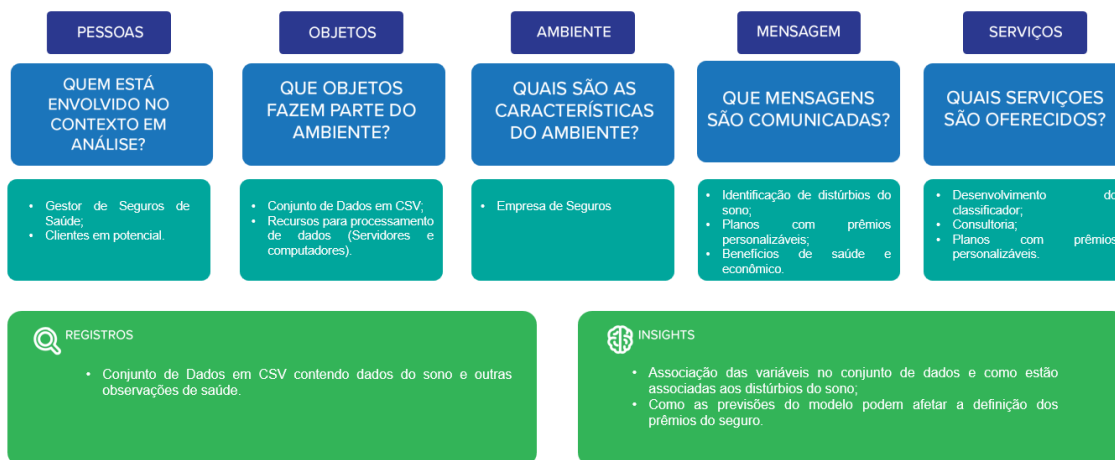 PESSOAS
QUEM ESTÁ
ENVOLVIDO NO
CONTEXTO EM
ANÁLISE?
• Gestor de Seguros de
Saúde;
• Clientes em potencial.
OBJETOS
QUE OBJETOS
FAZEM PARTE DO
AMBIENTE?
• Conjunto de Dados em CSV;
• Recursos para processamento
de dados (Servidores e
computadores).
AMBIENTE
QUAIS SÃO AS
CARACTERÍSTICAS
DO AMBIENTE?
• Empresa de Seguros
MENSAGEM
QUE MENSAGENS
SÃO COMUNICADAS?
• Identificação de distúrbios do
sono;
• Planos com prêmios
personalizáveis;
• Benefícios de saúde e
econômico.
SERVIÇOS
QUAIS SERVIÇOES
SÃO OFERECIDOS?
• Desenvolvimento do
classificador;
• Consultoria;
• Planos com prêmios
personalizáveis.
REGISTROS
• Conjunto de Dados em CSV contendo dados do sono e outras
observações de saúde.
INSIGHTS
• Associação das variáveis no conjunto de dados e como estão
associadas aos distúrbios do sono;
• Como as previsões do modelo podem afetar a definição dos
prêmios do seguro.